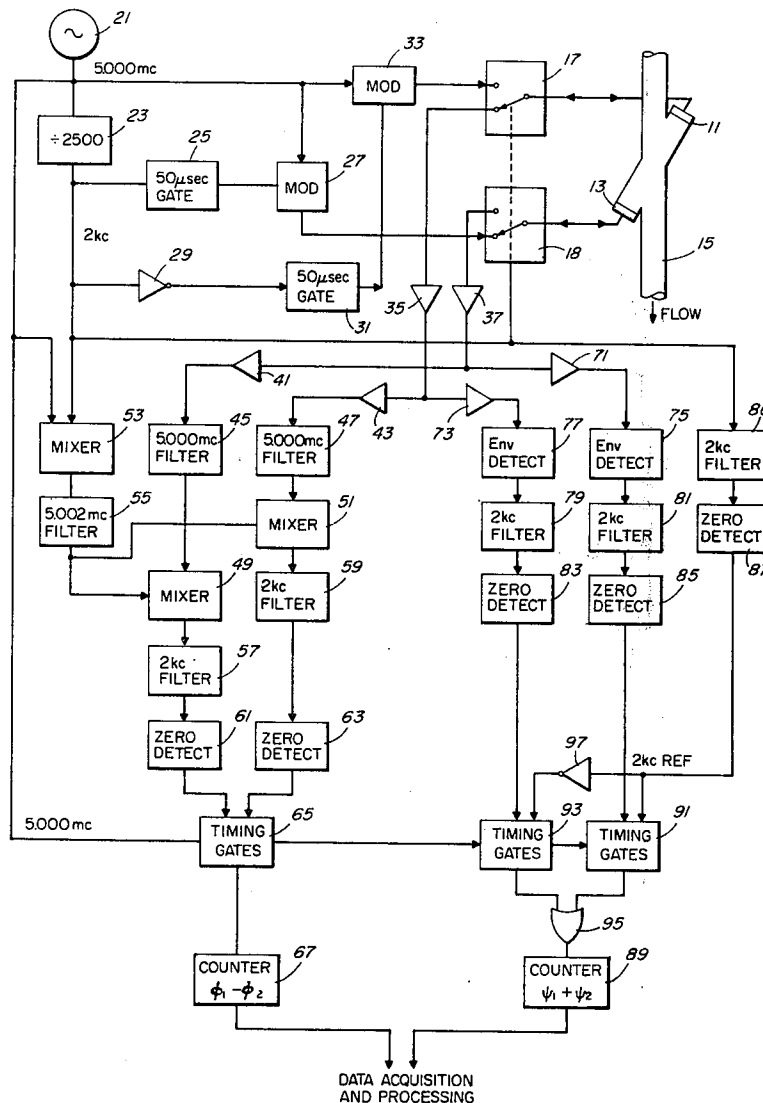 21
5.000mc
33
MOD
17
11
23
÷2500
25
50μsec
GATE
27
MOD
13
18
15
2kc
29
50μsec
GATE
31
35
37
FLOW
41
71
43
73
53
MIXER
45
5.000mc
FILTER
47
5.000mc
FILTER
77
Env
DETECT
75
Env
DETECT
2kc
FILTER
55
5.002mc
FILTER
51
MIXER
79
2kc
FILTER
81
2kc
FILTER
ZERO
DETECT
49
MIXER
59
2kc
FILTER
83
ZERO
DETECT
85
ZERO
DETECT
57
2kc
FILTER
61
ZERO
DETECT
63
ZERO
DETECT
97
2kc REF
5.000mc
65
TIMING
GATES
93
TIMING
GATES
91
TIMING
GATES
95
67
COUNTER
ϕ₁ - ϕ₂
89
COUNTER
ψ₁ + ψ₂
DATA ACQUISITION
AND PROCESSING